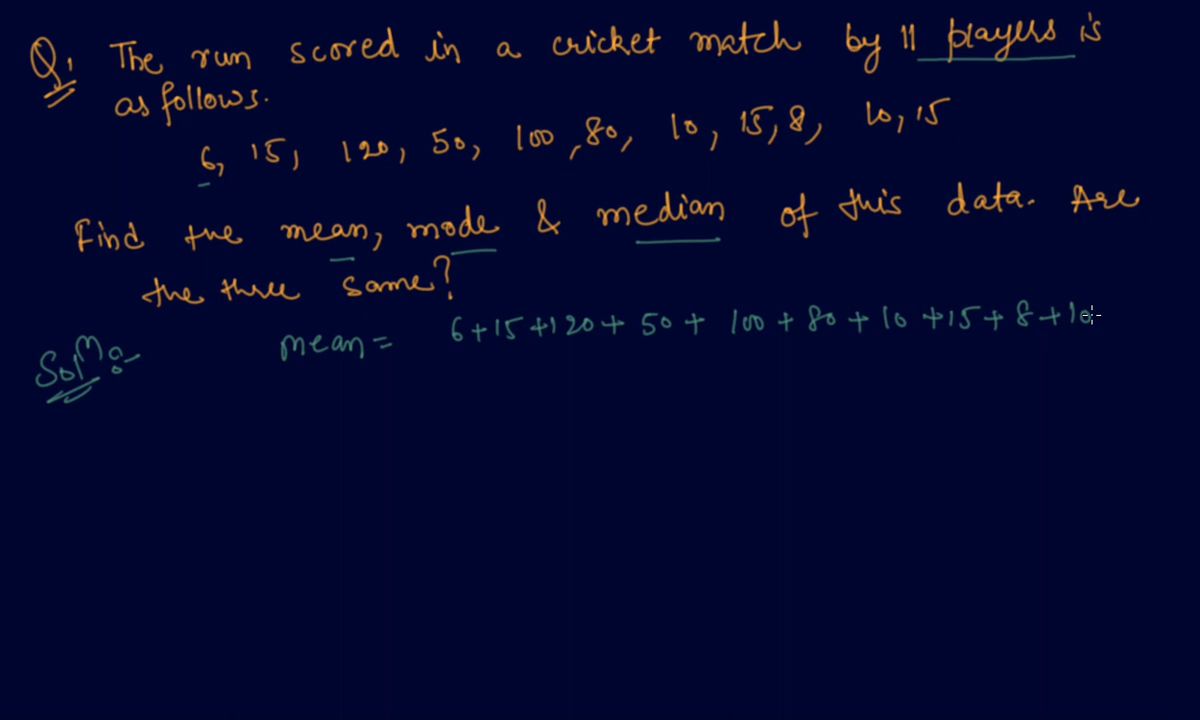 Q1 The run scored in a cricket match by 11 players is
as follows.
6, 15, 120, 50, 100, 80, 10, 15, 8, 10, 15
Find the mean, mode & median of this data. Are
the three same?
Solⁿ:- mean = 6+15+120+50+100+80+10+15+8+10